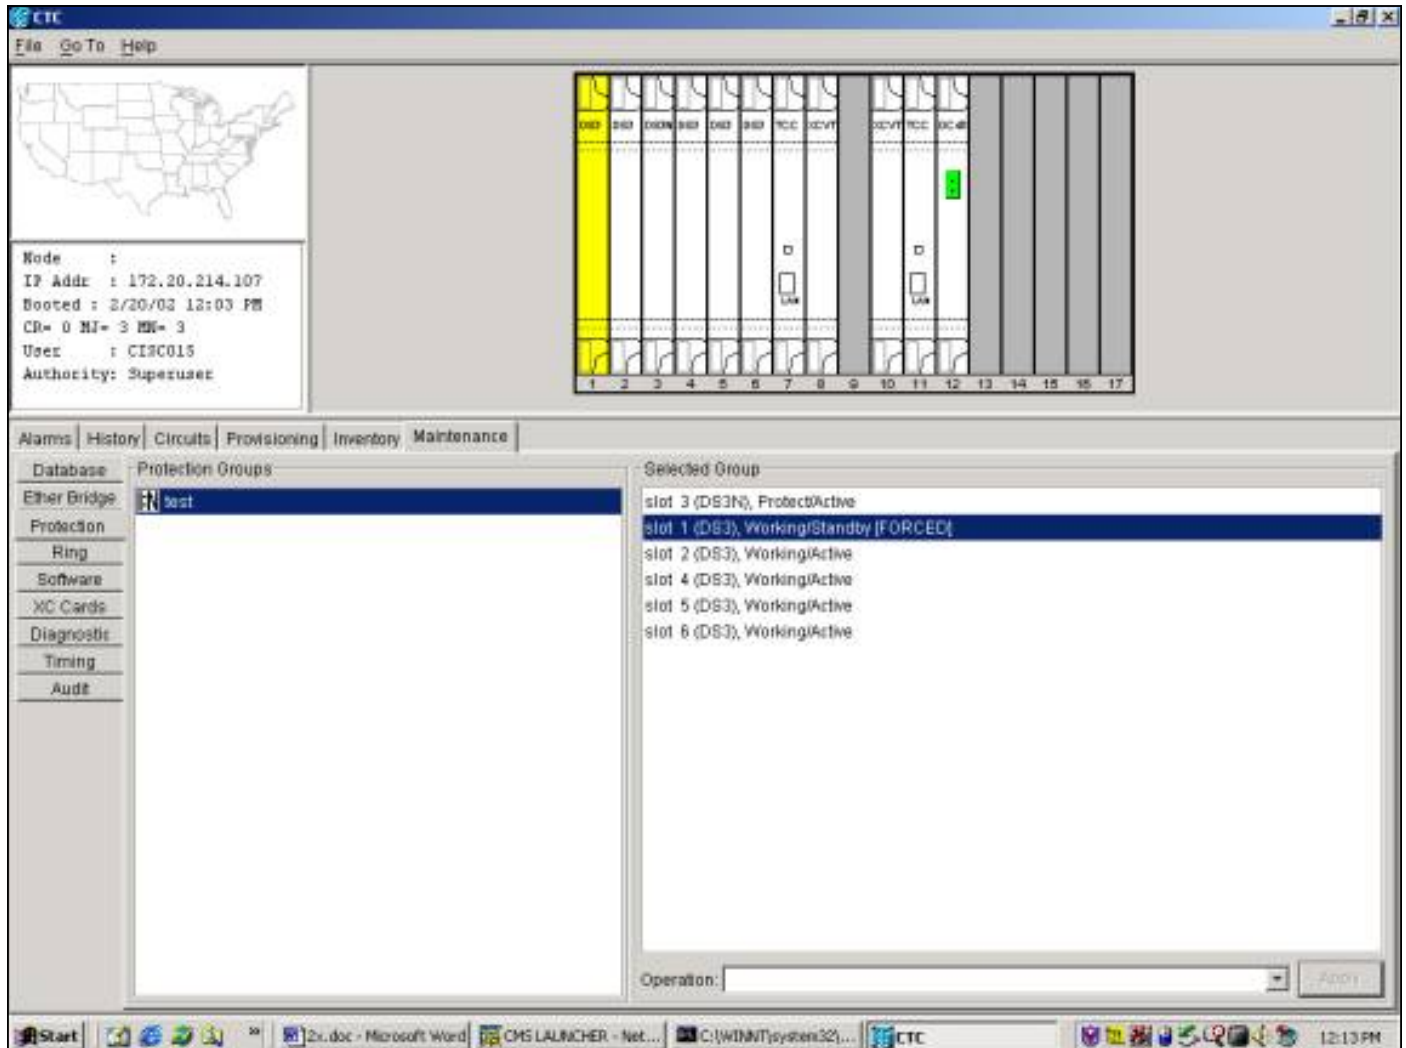 CTC
File Go To Help
DS3 DS3 DS3N DS3 DS3 DS3 TCC XCVT XCVT TCC OC48
LAN LAN
1 2 3 4 5 6 7 8 9 10 11 12 13 14 15 16 17
Node :
IP Addr : 172.20.214.107
Booted : 2/20/02 12:03 PM
CR= 0 MJ= 3 MN= 3
User : CISCO15
Authority: Superuser
Alarms History Circuits Provisioning Inventory Maintenance
Database
Ether Bridge
Protection
Ring
Software
XC Cards
Diagnostic
Timing
Audit
Protection Groups
test
Selected Group
slot 3 (DS3N), Protect/Active
slot 1 (DS3), Working/Standby [FORCED]
slot 2 (DS3), Working/Active
slot 4 (DS3), Working/Active
slot 5 (DS3), Working/Active
slot 6 (DS3), Working/Active
Operation:
Apply
Start
» 2x.doc - Microsoft Word CMS LAUNCHER - Net... C:\WINNT\system32\... CTC 12:13 PM